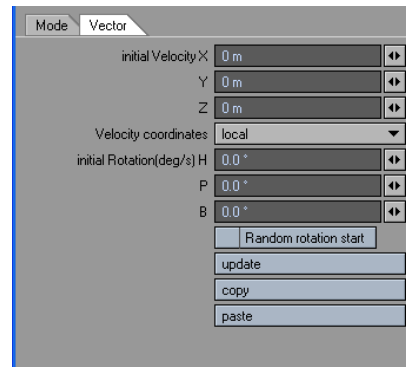 Mode Vector
initial Velocity X 0 m
Y 0 m
Z 0 m
Velocity coordinates local
initial Rotation(deg/s) H 0.0 °
P 0.0 °
B 0.0 °
Random rotation start
update
copy
paste